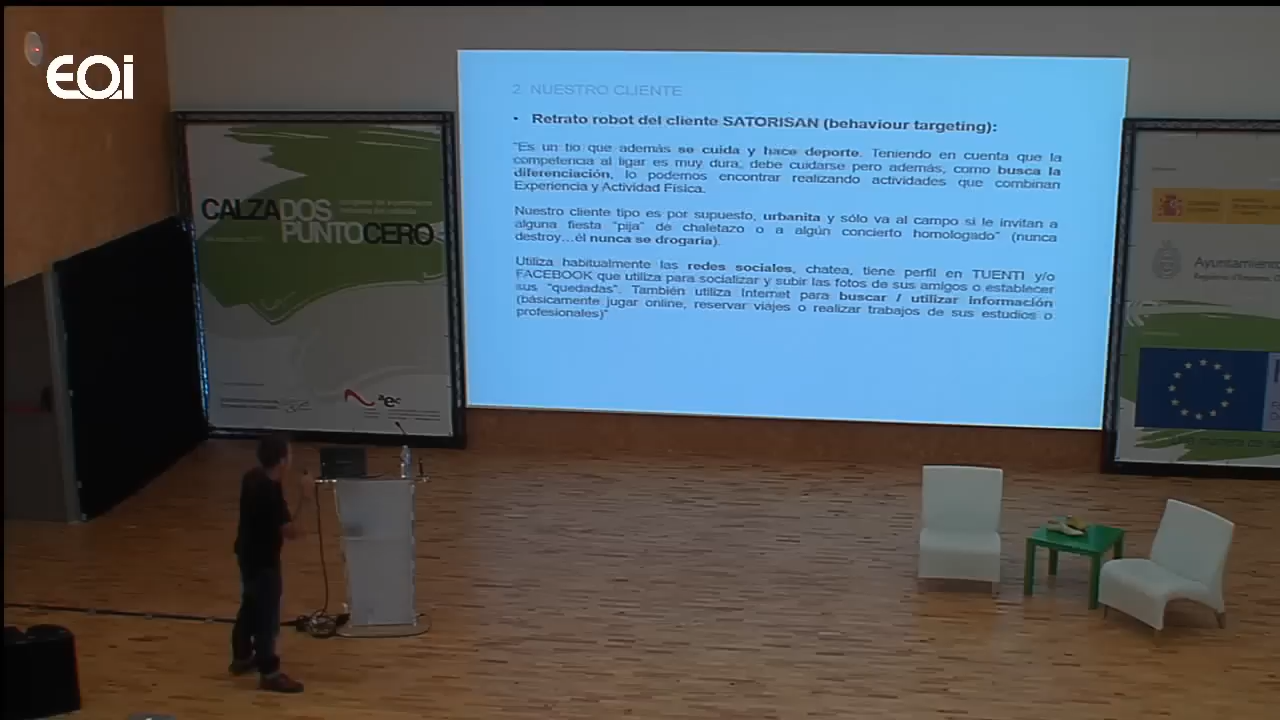 EOi
2. NUESTRO CLIENTE
• Retrato robot del cliente SATORISAN (behaviour targeting):
"Es un tio que además se cuida y hace deporte. Teniendo en cuenta que la
competencia al ligar es muy dura, debe cuidarse pero además, como busca la
diferenciación, lo podemos encontrar realizando actividades que combinan
Experiencia y Actividad Física.
Nuestro cliente tipo es por supuesto, urbanita y sólo va al campo si le invitan a
alguna fiesta "pija" de chaletazo o a algún concierto homologado" (nunca
destroy…él nunca se drogaria).
Utiliza habitualmente las redes sociales, chatea, tiene perfil en TUENTI y/o
FACEBOOK que utiliza para socializar y subir las fotos de sus amigos o establecer
sus "quedadas". También utiliza Internet para buscar / utilizar información
(básicamente jugar online, reservar viajes o realizar trabajos de sus estudios o
profesionales)"
CALZADOS
PUNTOCERO
aec
Ayuntamiento